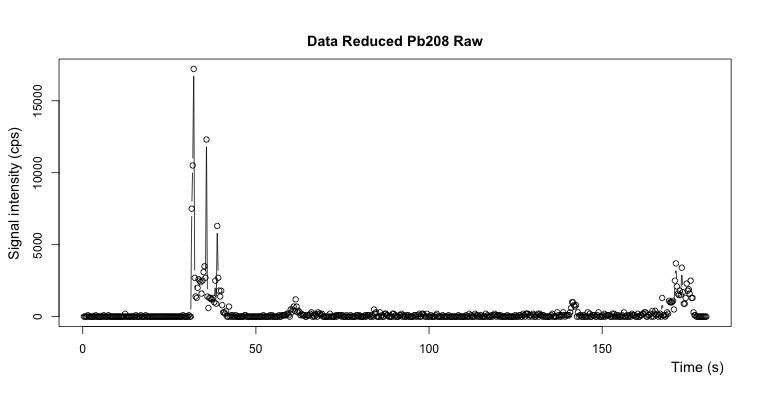 Data Reduced Pb208 Raw
Signal intensity (cps)
15000
10000
5000
0
0 50 100 150
Time (s)